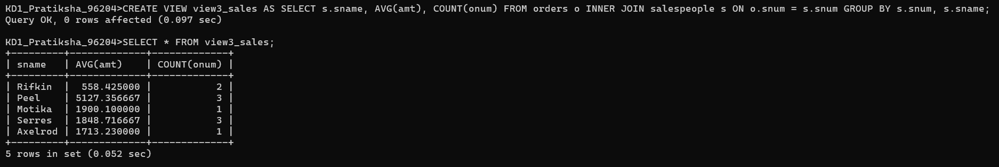 KD1_Pratiksha_96204>CREATE VIEW view3_sales AS SELECT s.sname, AVG(amt), COUNT(onum) FROM orders o INNER JOIN salespeople s ON o.snum = s.snum GROUP BY s.snum, s.sname;
Query OK, 0 rows affected (0.097 sec)

KD1_Pratiksha_96204>SELECT * FROM view3_sales;
+---------+-------------+-------------+
| sname   | AVG(amt)    | COUNT(onum) |
+---------+-------------+-------------+
| Rifkin  |  558.425000 |           2 |
| Peel    | 5127.356667 |           3 |
| Motika  | 1900.100000 |           1 |
| Serres  | 1848.716667 |           3 |
| Axelrod | 1713.230000 |           1 |
+---------+-------------+-------------+
5 rows in set (0.052 sec)